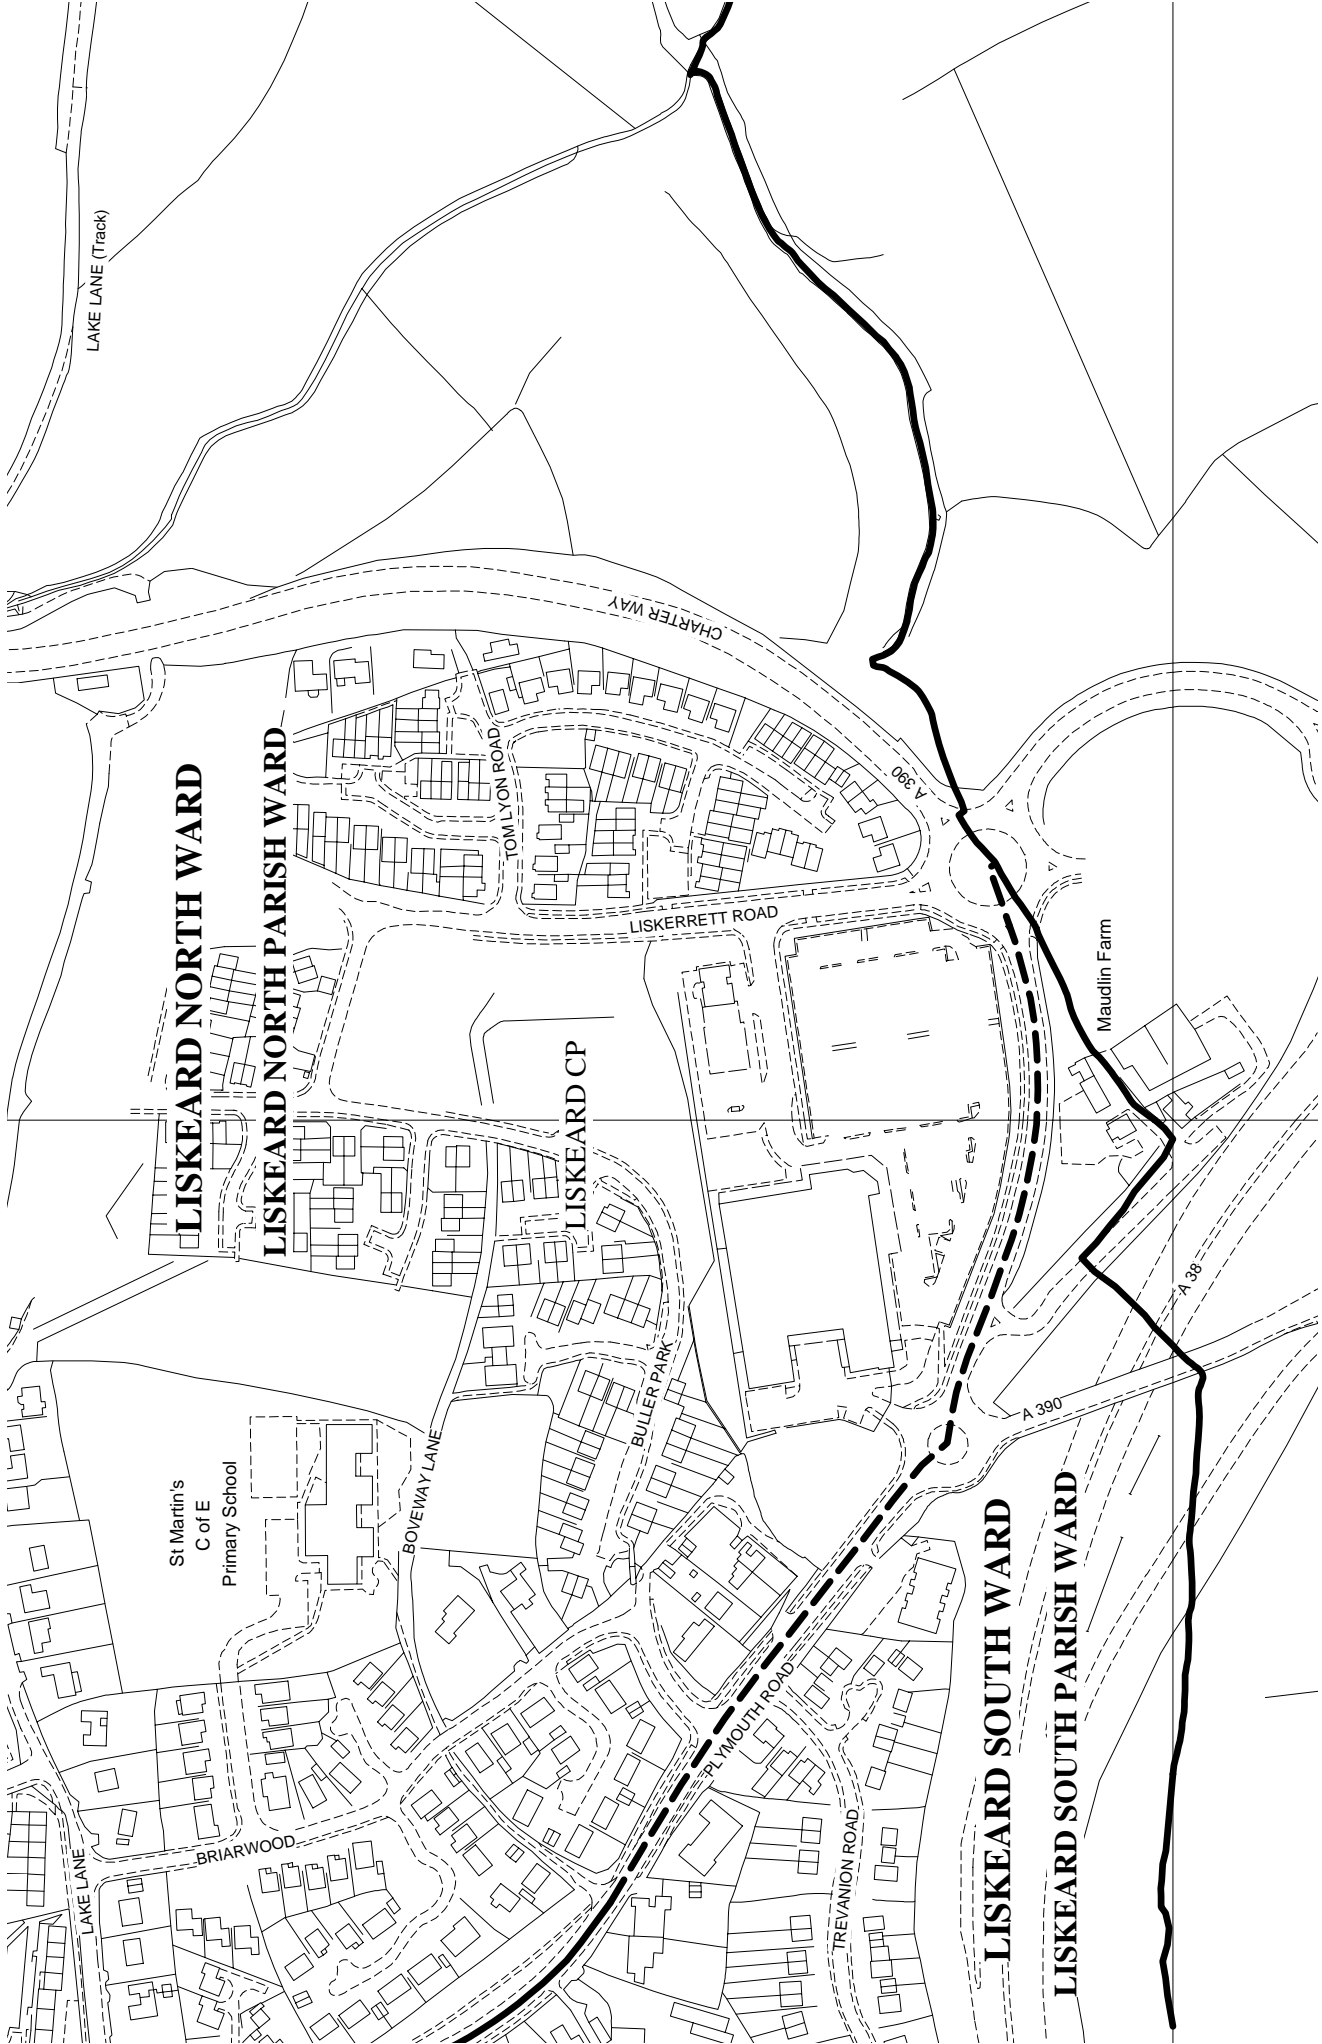 LAKE LANE (Track)
CHARTER WAY
LISKEARD NORTH WARD
LISKEARD NORTH PARISH WARD
TOM LYON ROAD
A 390
LISKERRETT ROAD
Maudlin Farm
LISKEARD CP
A 38
BULLER PARK
A 390
BOVEWAY LANE
St Martin's
C of E
Primary School
LISKEARD SOUTH WARD
LISKEARD SOUTH PARISH WARD
PLYMOUTH ROAD
BRIARWOOD
LAKE LANE
TREVANION ROAD